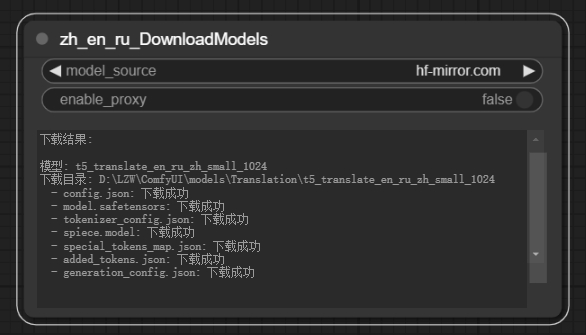 zh_en_ru_DownloadModels
model_source hf-mirror.com
enable_proxy false
下载结果:
模型: t5_translate_en_ru_zh_small_1024
下载目录: D:\LZW\ComfyUI\models\Translation\t5_translate_en_ru_zh_small_1024
- config.json: 下载成功
- model.safetensors: 下载成功
- tokenizer_config.json: 下载成功
- spiece.model: 下载成功
- special_tokens_map.json: 下载成功
- added_tokens.json: 下载成功
- generation_config.json: 下载成功